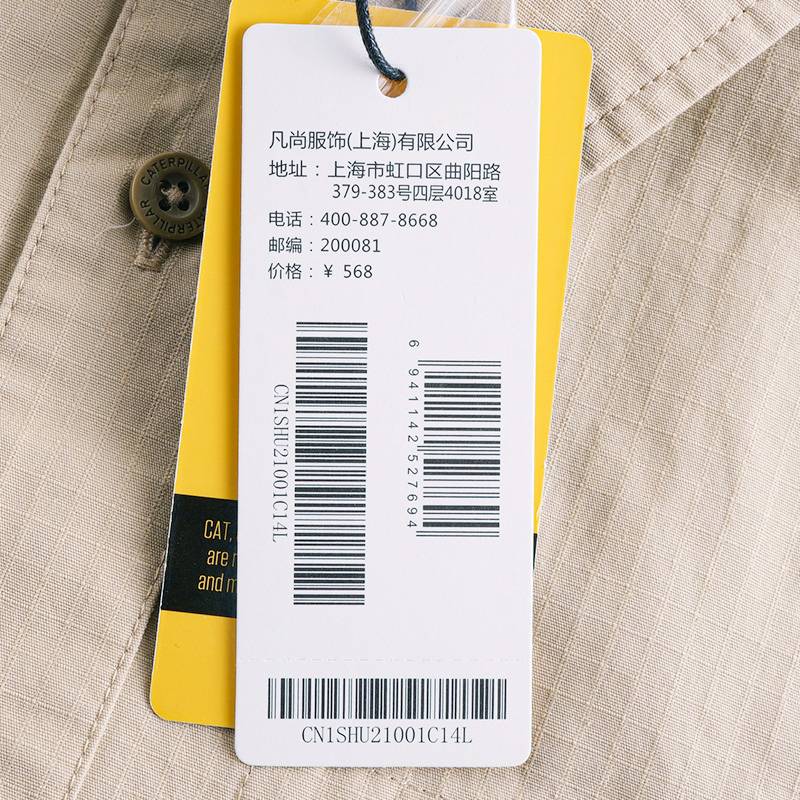 凡尚服饰(上海)有限公司
地址：上海市虹口区曲阳路
379-383号四层4018室
电话：400-887-8668
邮编：200081
价格：¥ 568
CN1SHU21001C14L
6 941142 527694
CN1SHU21001C14L
CATERPILLAR
CATERPILLAR
CAT,
are
and